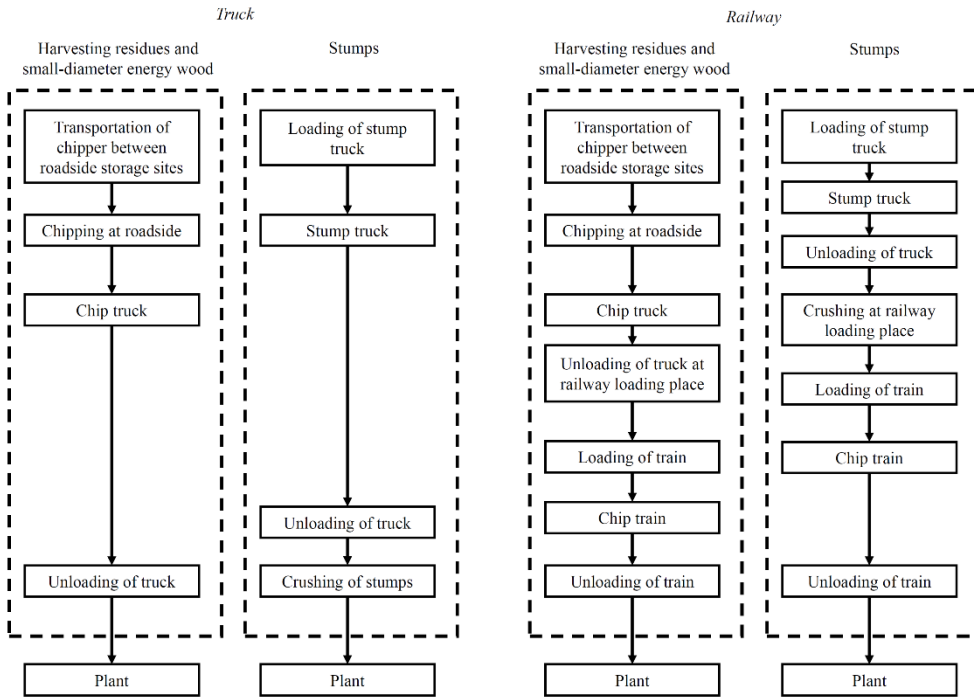 Truck
Harvesting residues and
small-diameter energy wood
Transportation of
chipper between
roadside storage sites
Chipping at roadside
Chip truck
Unloading of truck
Plant
Stumps
Loading of stump
truck
Stump truck
Unloading of truck
Crushing of stumps
Plant
Railway
Harvesting residues and
small-diameter energy wood
Transportation of
chipper between
roadside storage sites
Chipping at roadside
Chip truck
Unloading of truck at
railway loading place
Loading of train
Chip train
Unloading of train
Plant
Stumps
Loading of stump
truck
Stump truck
Unloading of truck
Crushing at railway
loading place
Loading of train
Chip train
Unloading of train
Plant